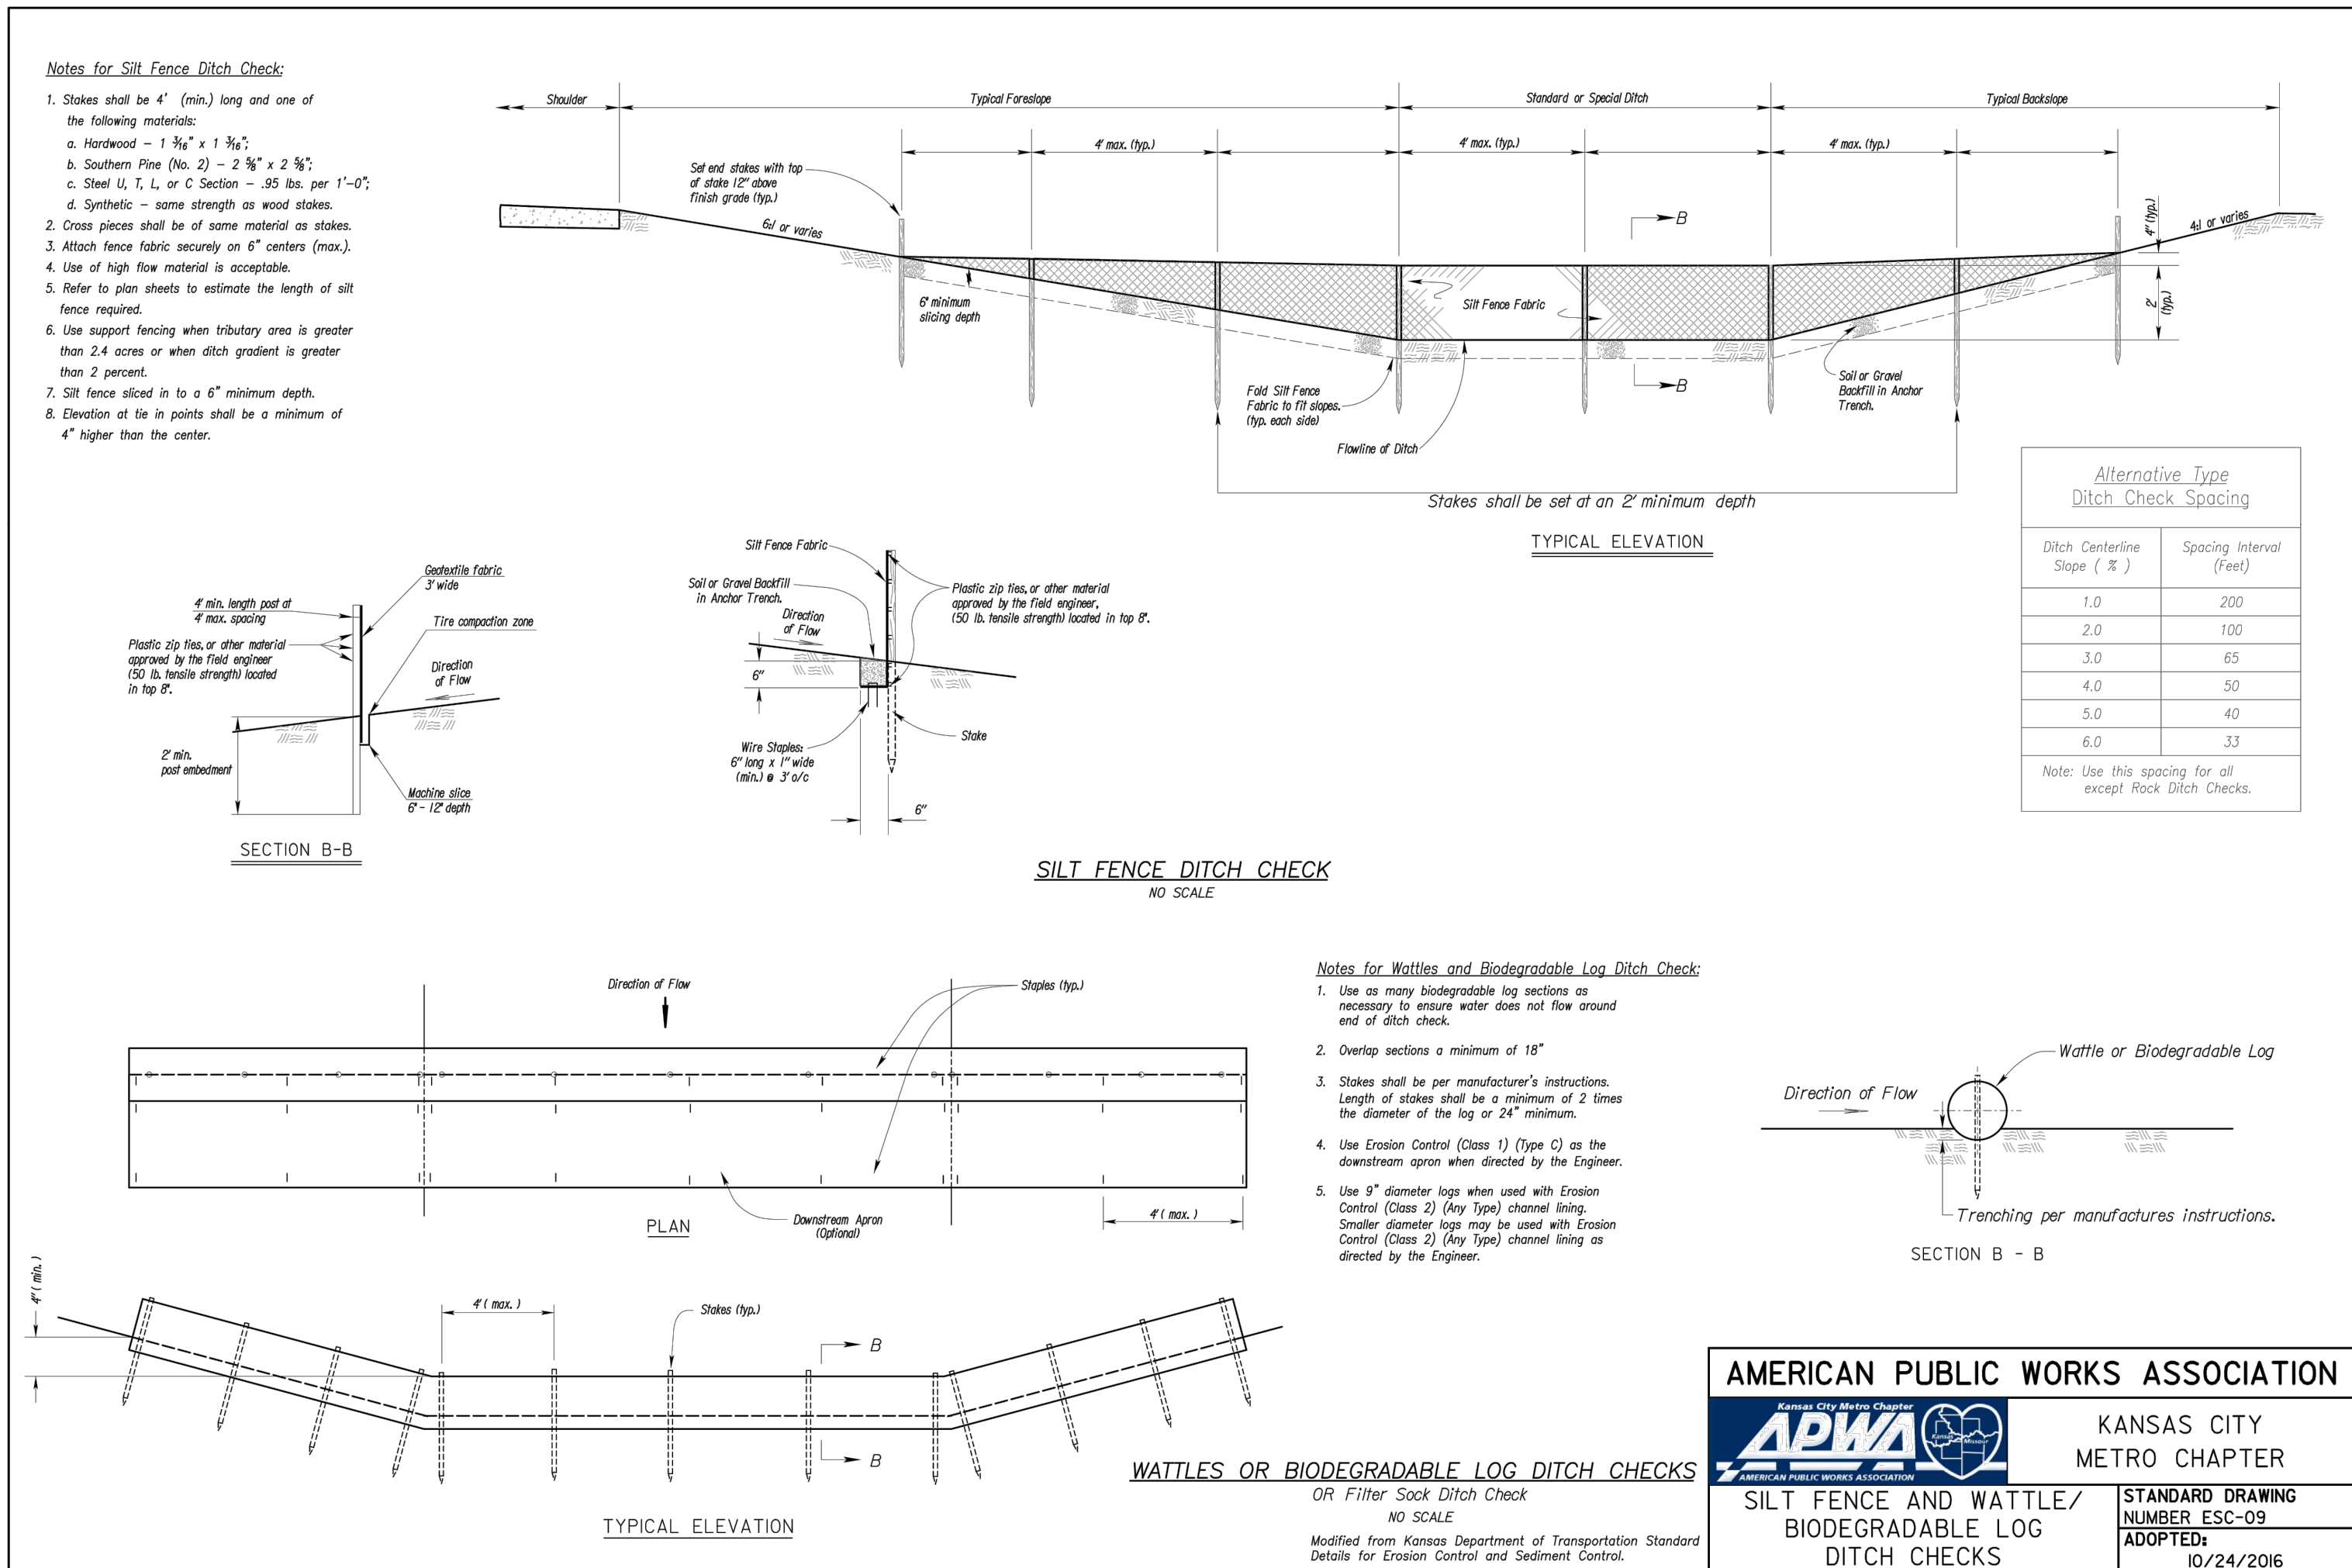 Notes for Silt Fence Ditch Check:
1. Stakes shall be 4' (min.) long and one of
the following materials:
a. Hardwood – 1 3/16" x 1 3/16";
b. Southern Pine (No. 2) – 2 5/8" x 2 5/8";
c. Steel U, T, L, or C Section – .95 lbs. per 1'-0";
d. Synthetic – same strength as wood stakes.
2. Cross pieces shall be of same material as stakes.
3. Attach fence fabric securely on 6" centers (max.).
4. Use of high flow material is acceptable.
5. Refer to plan sheets to estimate the length of silt
fence required.
6. Use support fencing when tributary area is greater
than 2.4 acres or when ditch gradient is greater
than 2 percent.
7. Silt fence sliced in to a 6" minimum depth.
8. Elevation at tie in points shall be a minimum of
4" higher than the center.
Shoulder
Typical Foreslope
Standard or Special Ditch
Typical Backslope
4' max. (typ.)
4' max. (typ.)
4' max. (typ.)
Set end stakes with top
of stake 12" above
finish grade (typ.)
6:1 or varies
B
4" (typ.)
4:1 or varies
6" minimum
slicing depth
Silt Fence Fabric
2'
(typ.)
Fold Silt Fence
Fabric to fit slopes.
(typ. each side)
B
Soil or Gravel
Backfill in Anchor
Trench.
Flowline of Ditch
Stakes shall be set at an 2' minimum depth
TYPICAL ELEVATION
Alternative Type
Ditch Check Spacing
Ditch Centerline
Slope ( % )
Spacing Interval
(Feet)
1.0 200
2.0 100
3.0 65
4.0 50
5.0 40
6.0 33
Note: Use this spacing for all
except Rock Ditch Checks.
Geotextile fabric
3' wide
4' min. length post at
4' max. spacing
Tire compaction zone
Plastic zip ties, or other material
approved by the field engineer
(50 lb. tensile strength) located
in top 8".
Direction
of Flow
2' min.
post embedment
Machine slice
6" - 12" depth
SECTION B-B
Silt Fence Fabric
Soil or Gravel Backfill
in Anchor Trench.
Direction
of Flow
Plastic zip ties, or other material
approved by the field engineer,
(50 lb. tensile strength) located in top 8".
6"
Stake
Wire Staples:
6" long x 1" wide
(min.) @ 3' o/c
6"
SILT FENCE DITCH CHECK
NO SCALE
Direction of Flow
Staples (typ.)
PLAN
Downstream Apron
(Optional)
4' ( max. )
4" ( min. )
4' ( max. )
Stakes (typ.)
B
B
TYPICAL ELEVATION
Notes for Wattles and Biodegradable Log Ditch Check:
1. Use as many biodegradable log sections as
necessary to ensure water does not flow around
end of ditch check.
2. Overlap sections a minimum of 18"
3. Stakes shall be per manufacturer's instructions.
Length of stakes shall be a minimum of 2 times
the diameter of the log or 24" minimum.
4. Use Erosion Control (Class 1) (Type C) as the
downstream apron when directed by the Engineer.
5. Use 9" diameter logs when used with Erosion
Control (Class 2) (Any Type) channel lining.
Smaller diameter logs may be used with Erosion
Control (Class 2) (Any Type) channel lining as
directed by the Engineer.
Wattle or Biodegradable Log
Direction of Flow
Trenching per manufactures instructions.
SECTION B - B
WATTLES OR BIODEGRADABLE LOG DITCH CHECKS
OR Filter Sock Ditch Check
NO SCALE
Modified from Kansas Department of Transportation Standard
Details for Erosion Control and Sediment Control.
AMERICAN PUBLIC WORKS ASSOCIATION
Kansas City Metro Chapter
APWA
Kansas
Missouri
AMERICAN PUBLIC WORKS ASSOCIATION
KANSAS CITY
METRO CHAPTER
SILT FENCE AND WATTLE/
BIODEGRADABLE LOG
DITCH CHECKS
STANDARD DRAWING
NUMBER ESC-09
ADOPTED:
10/24/2016